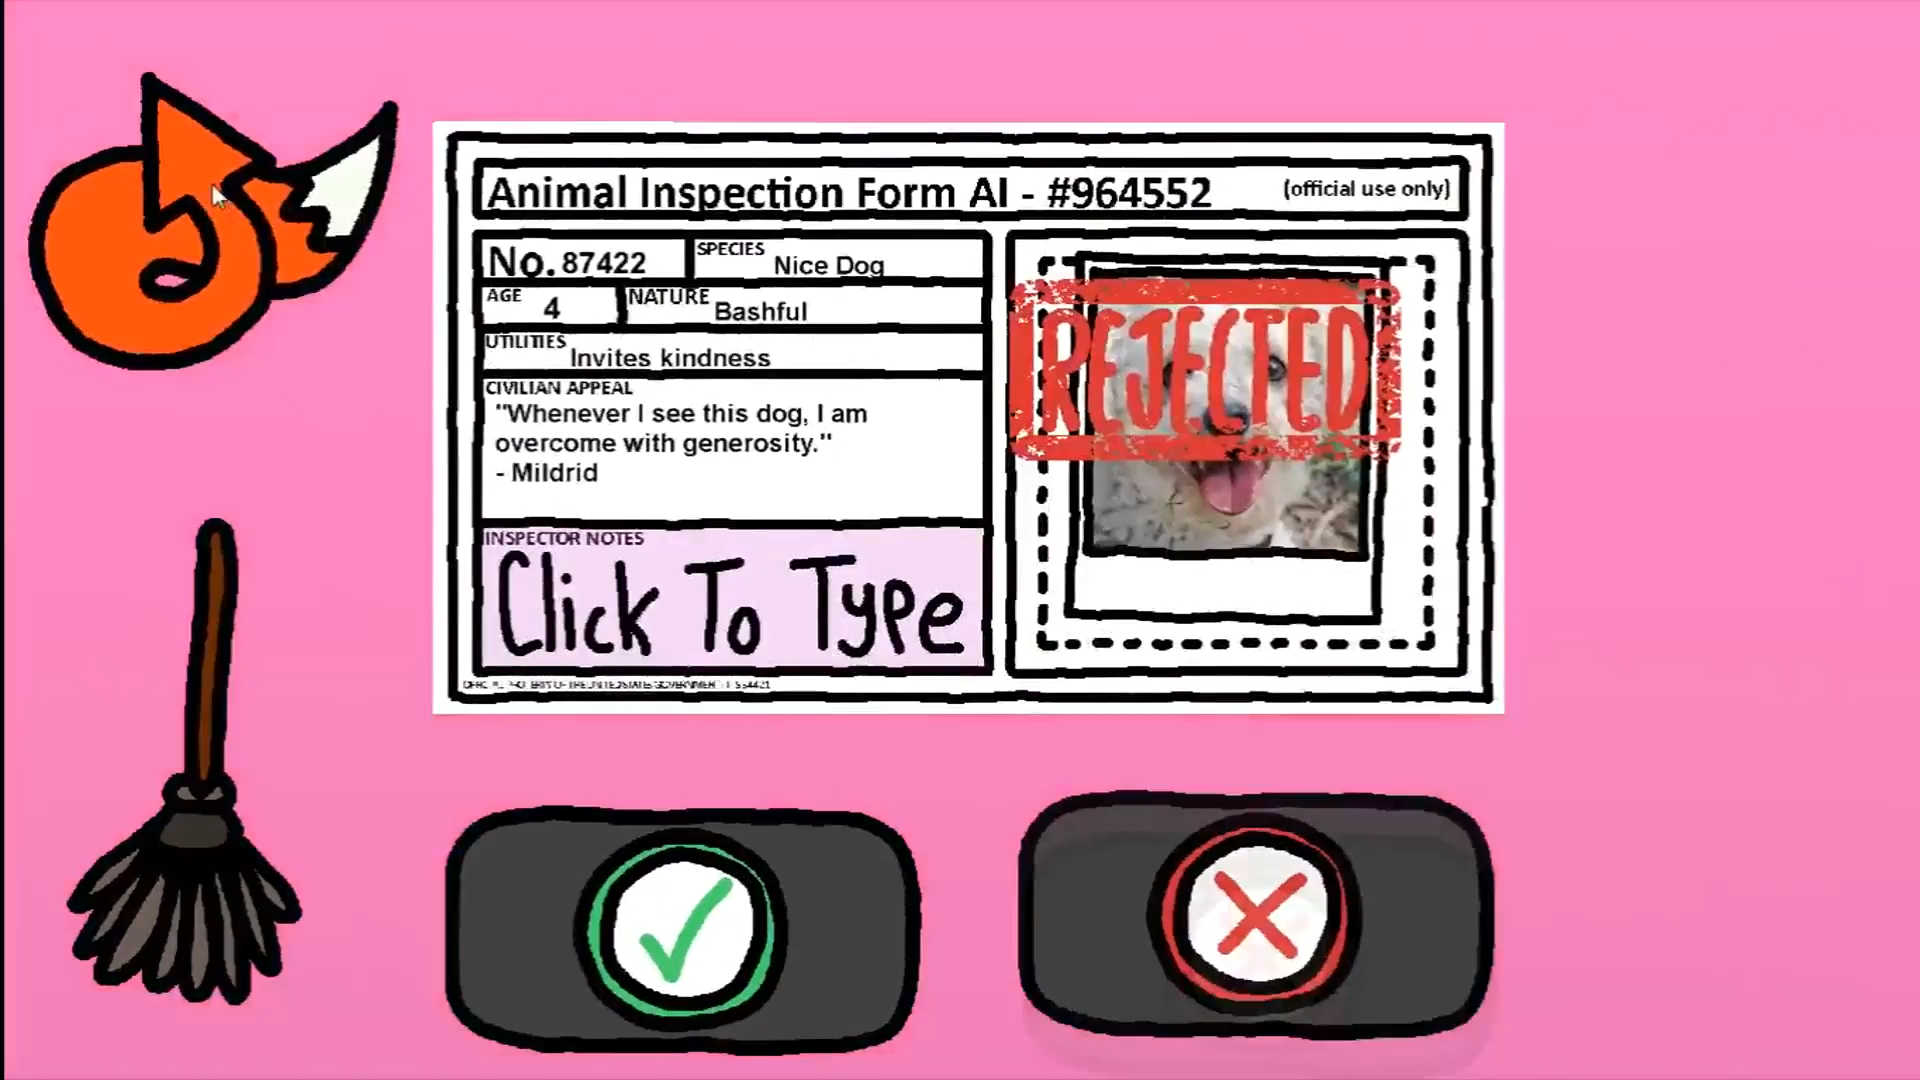 Animal Inspection Form AI - #964552
(official use only)
No. 87422
SPECIES Nice Dog
AGE 4
NATURE Bashful
UTILITIES Invites kindness
CIVILIAN APPEAL
"Whenever I see this dog, I am
overcome with generosity."
- Mildrid
INSPECTOR NOTES
Click To Type
REJECTED